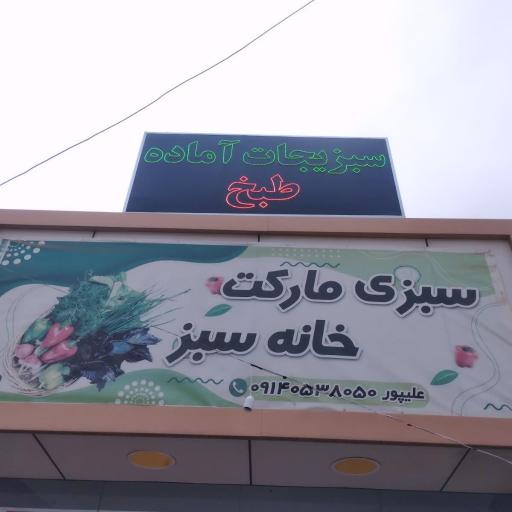 سبزیجات آماده
طبخ
سبزی مارکت
خانه سبز
علیپور ۰۹۱۴۰۵۳۸۰۵۰